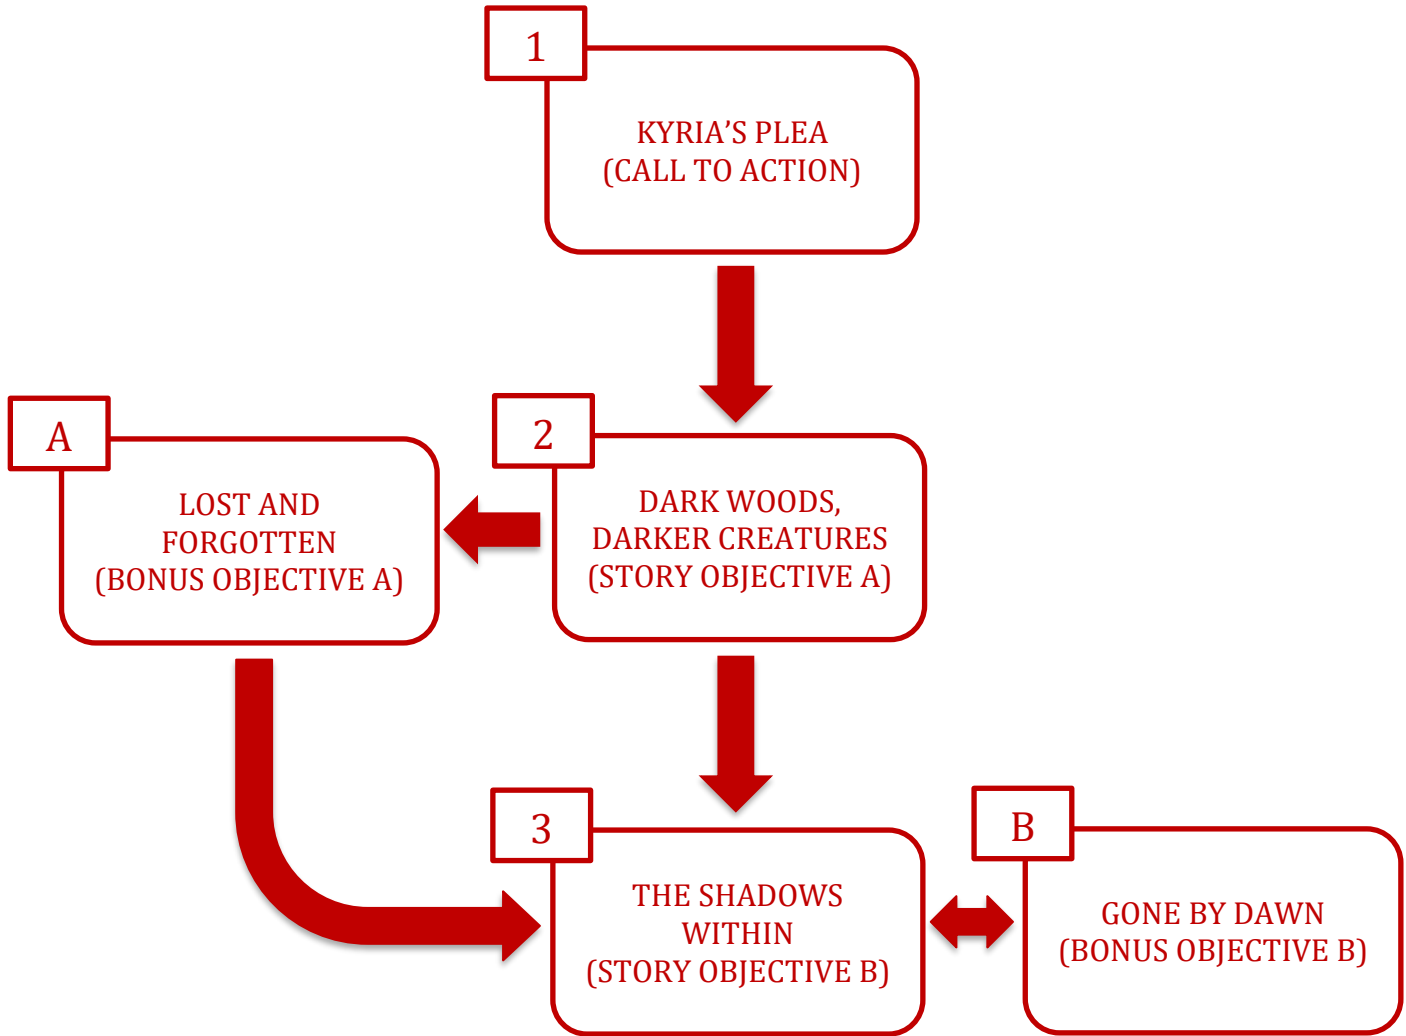 1
KYRIA’S PLEA
(CALL TO ACTION)
A
LOST AND
FORGOTTEN
(BONUS OBJECTIVE A)
2
DARK WOODS,
DARKER CREATURES
(STORY OBJECTIVE A)
3
THE SHADOWS
WITHIN
(STORY OBJECTIVE B)
B
GONE BY DAWN
(BONUS OBJECTIVE B)